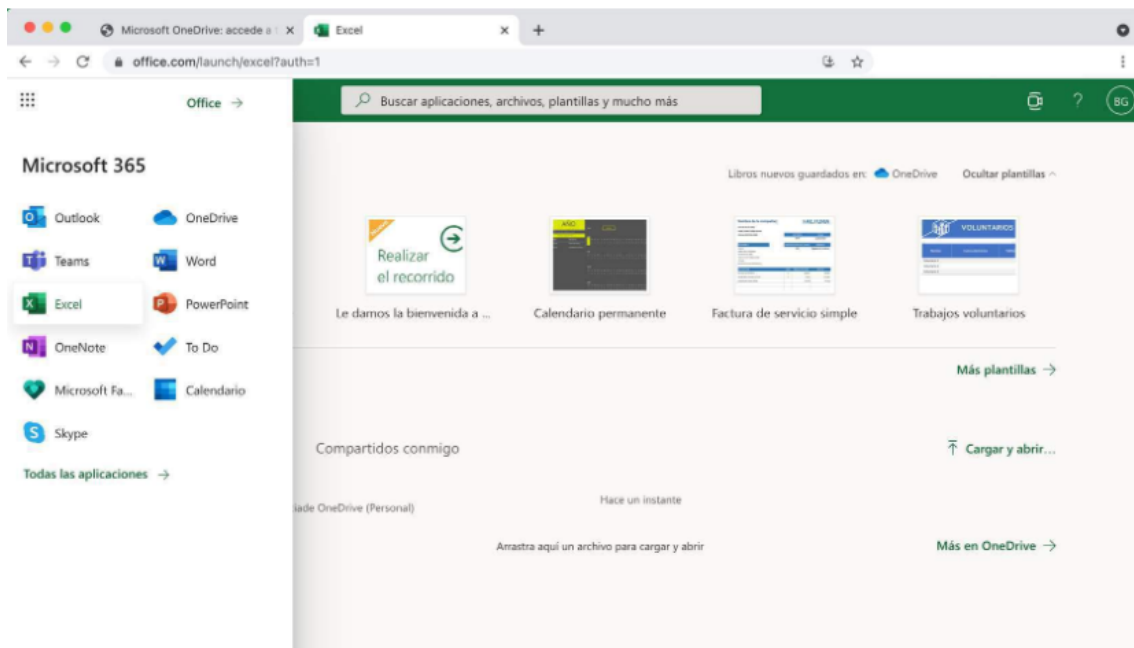 Microsoft OneDrive: accede a t
Excel
office.com/launch/excel?auth=1
Office →
Buscar aplicaciones, archivos, plantillas y mucho más
?
BG
Microsoft 365
Libros nuevos guardados en: OneDrive
Ocultar plantillas
Outlook
OneDrive
Teams
Word
Excel
PowerPoint
OneNote
To Do
Microsoft Fa...
Calendario
Skype
Todas las aplicaciones →
Realizar
el recorrido
AÑO
FACTURA
VOLUNTARIOS
Le damos la bienvenida a ...
Calendario permanente
Factura de servicio simple
Trabajos voluntarios
Más plantillas →
Compartidos conmigo
Cargar y abrir...
iade OneDrive (Personal)
Hace un instante
Arrastra aquí un archivo para cargar y abrir
Más en OneDrive →